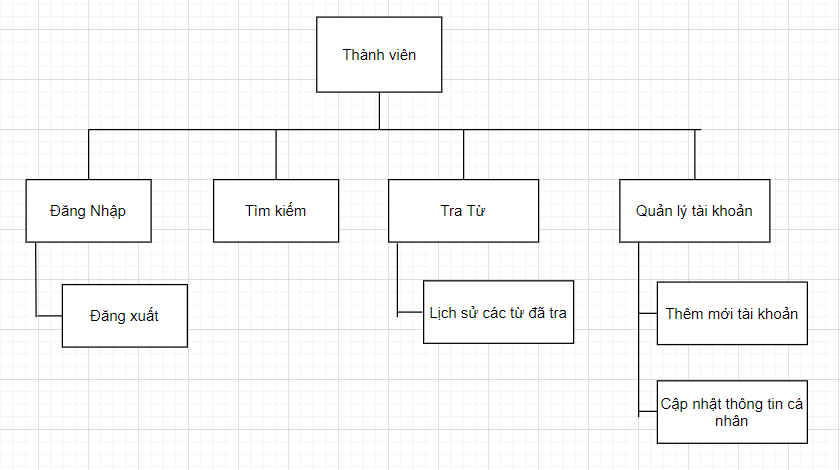 Thành viên
Đăng Nhập
Tìm kiếm
Tra Từ
Quản lý tài khoản
Đăng xuất
Lịch sử các từ đã tra
Thêm mới tài khoản
Cập nhật thông tin cá
nhân